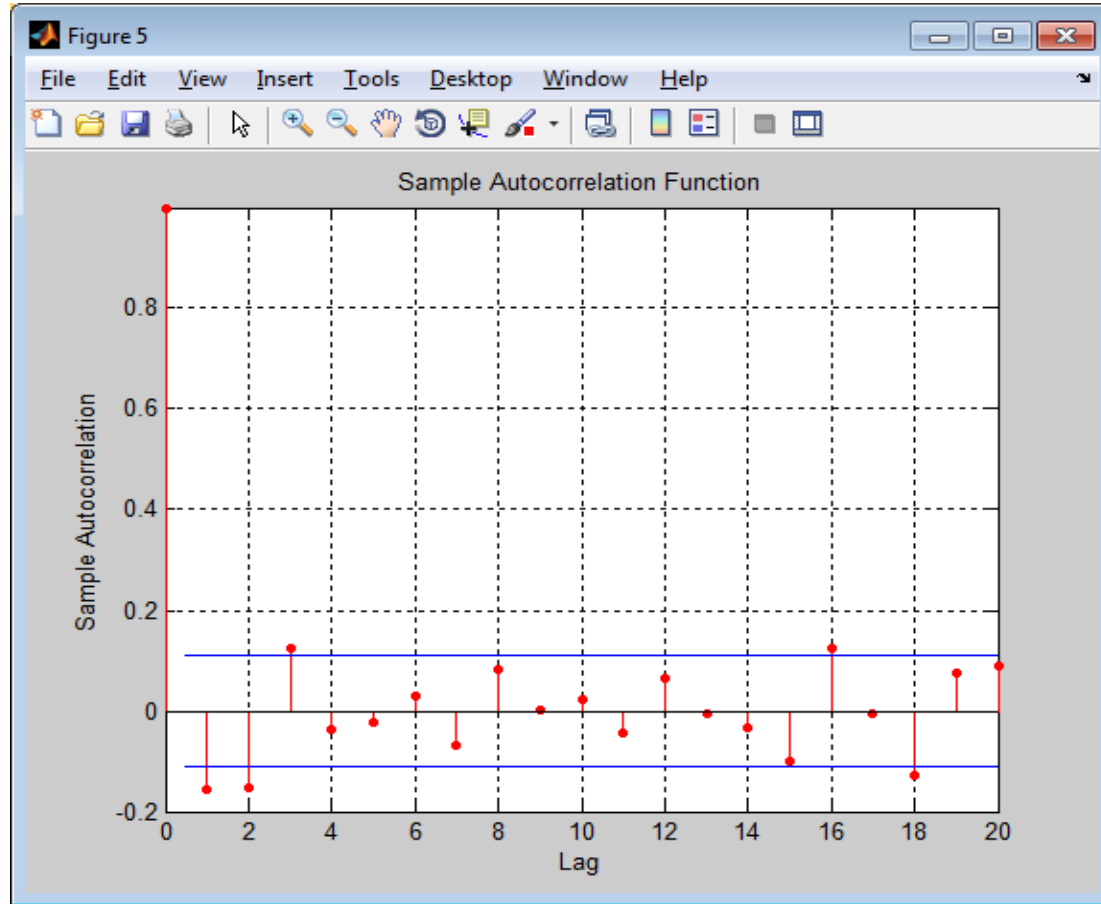 Figure 5
File Edit View Insert Tools Desktop Window Help
Sample Autocorrelation Function
Sample Autocorrelation
0.8
0.6
0.4
0.2
0
-0.2
0 2 4 6 8 10 12 14 16 18 20
Lag